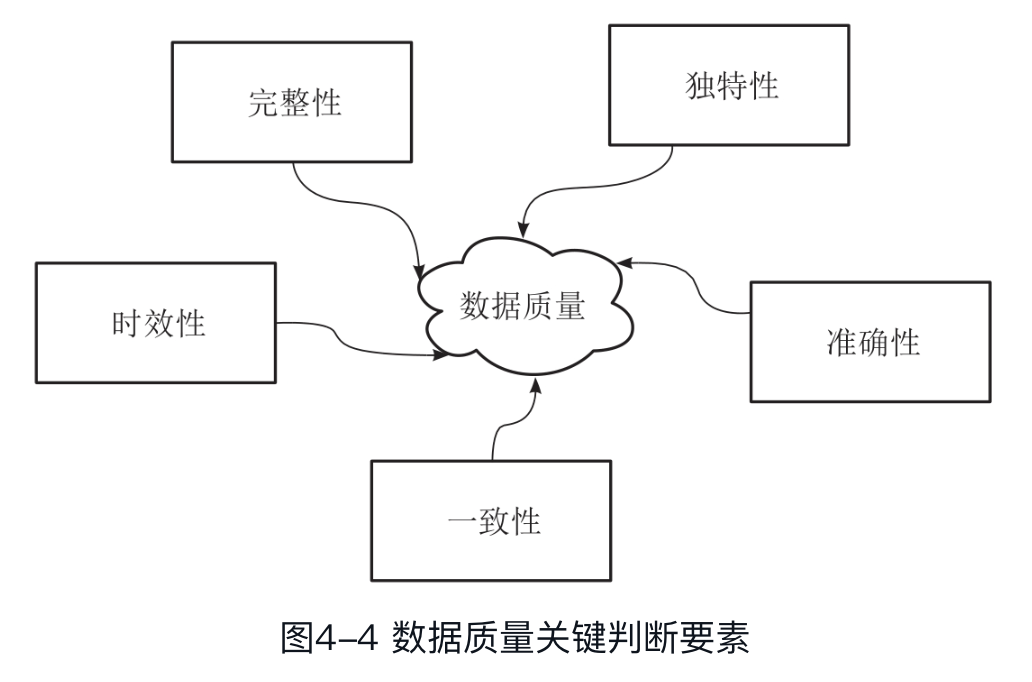 独特性
完整性
数据质量
时效性
准确性
一致性
图4–4 数据质量关键判断要素